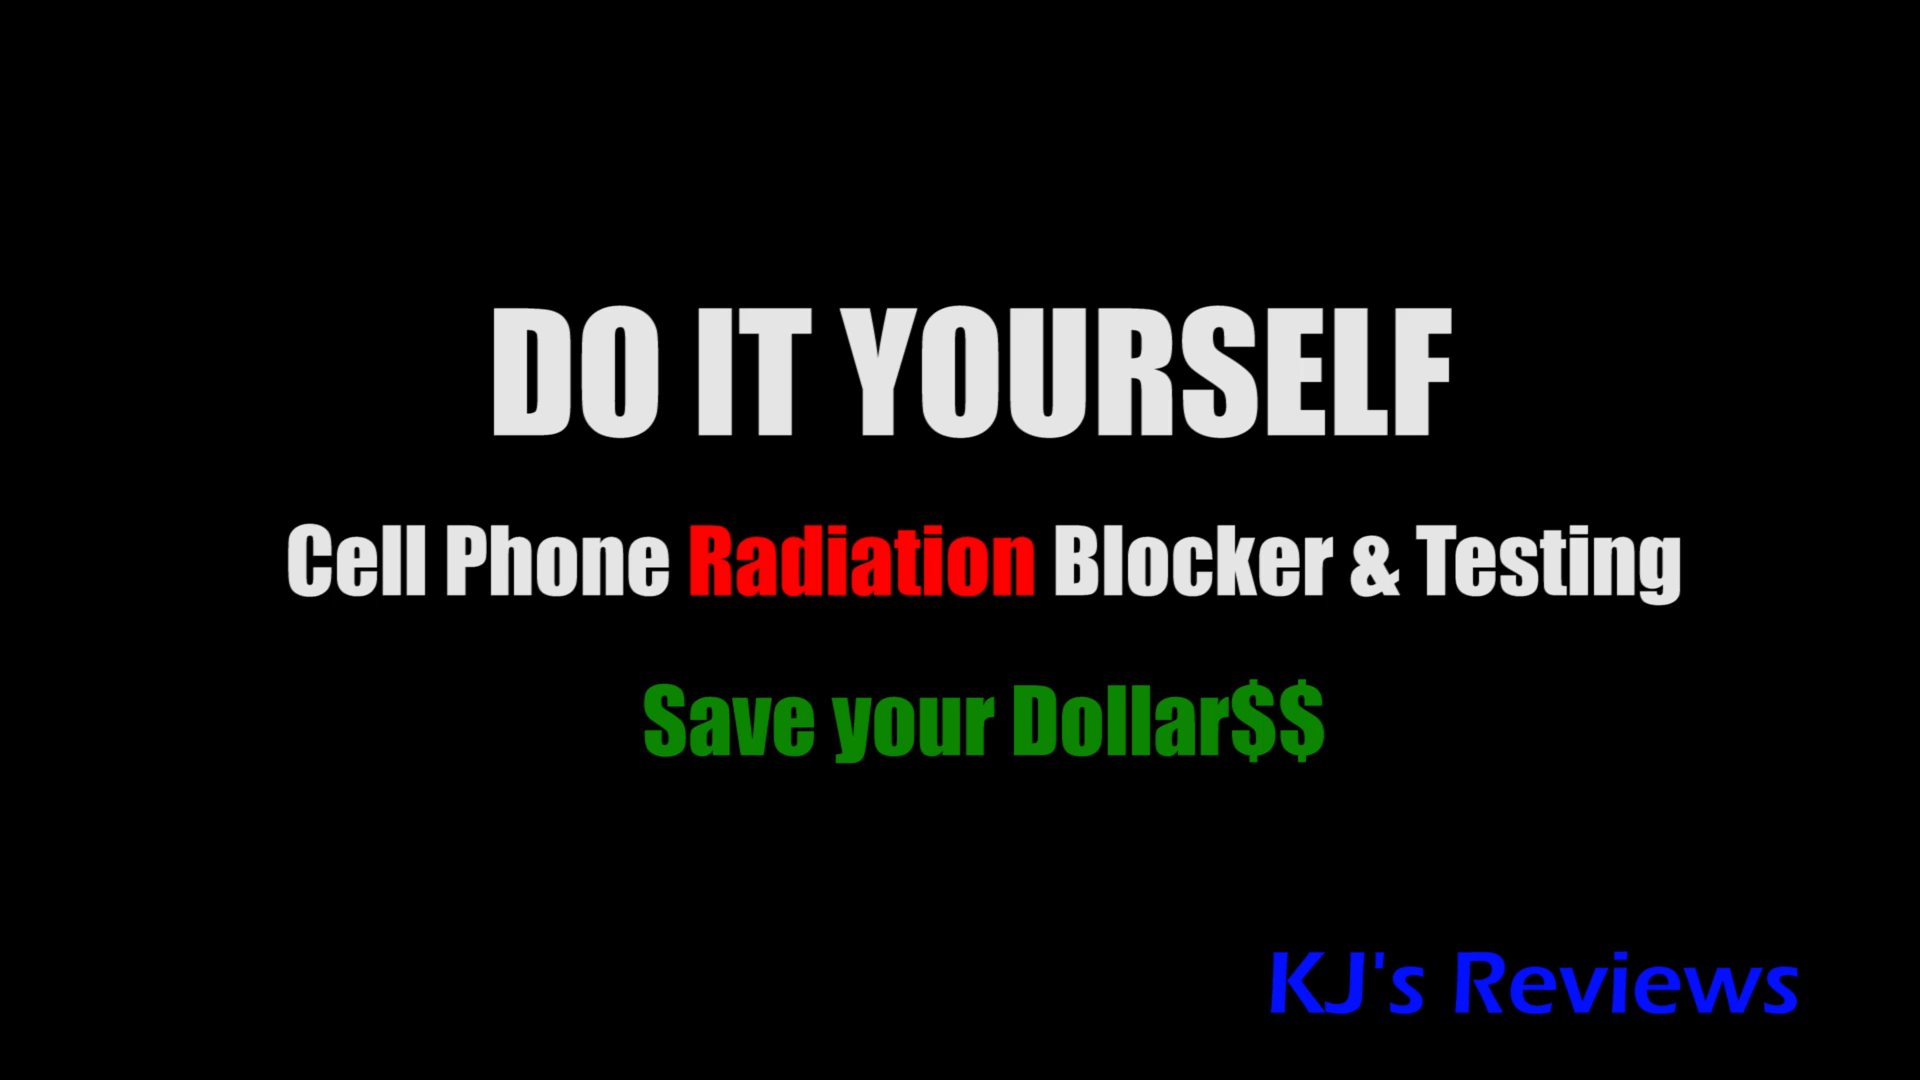 DO IT YOURSELF
Cell Phone Radiation Blocker & Testing
Save your Dollar$$
KJ's Reviews